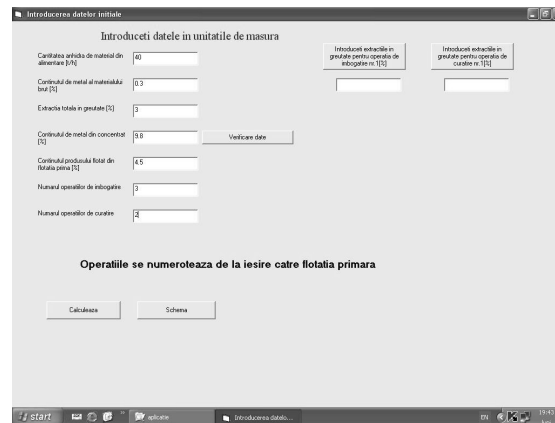 Introducerea datelor initiale
Introduceti datele in unitatile de masura
Cantitatea anhidra de material din
alimentare [t/h]
40
Continutul de metal al materialului
brut [%]
0.3
Extractia totala in greutate [%]
3
Continutul de metal din concentrat
[%]
9.8
Verificare date
Continutul produsului flotat din
flotatia prima [%]
4.5
Numarul operatiilor de imbogatire
3
Numarul operatiilor de curatire
2
Introduceti extractiile in
greutate pentru operatia de
imbogatire nr.1[%]
Introduceti extractiile in
greutate pentru operatia de
curatire nr.1[%]
Operatiile se numeroteaza de la iesire catre flotatia primara
Calculeaza
Schema
start
aplicatie
Introducerea datelo...
EN
19:43